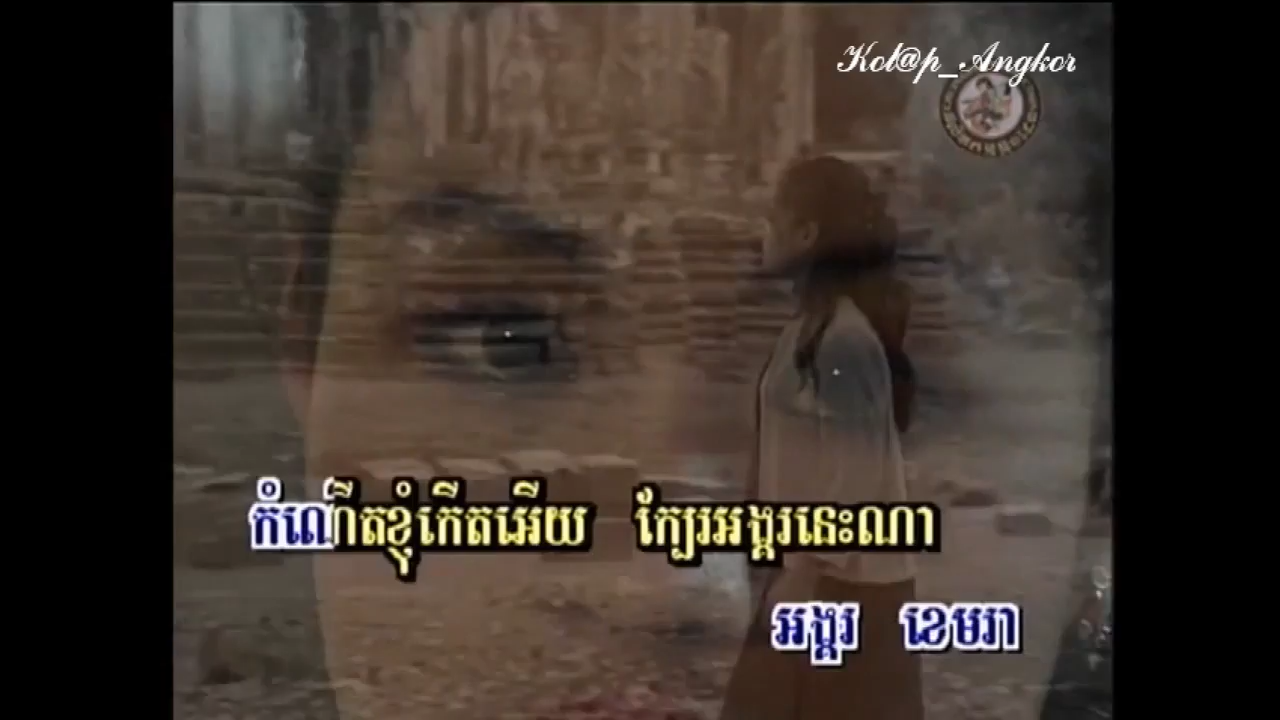 Kol@p_Angkor
កំណើតខ្ញុំកើតអើយ ក្បែរអង្គរនេះណា
អង្គរ ខេមរា